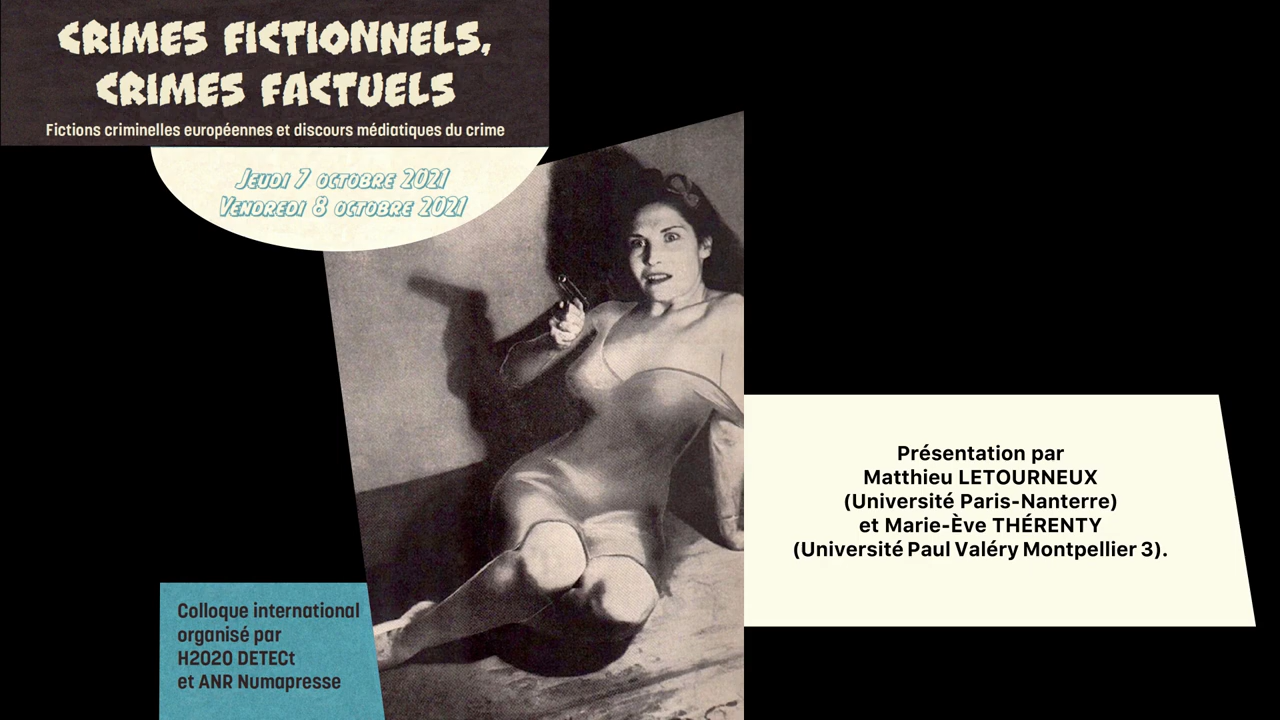 CRIMES FICTIONNELS,
CRIMES FACTUELS
Fictions criminelles européennes et discours médiatiques du crime
Jeudi 7 octobre 2021
Vendredi 8 octobre 2021
Présentation par
Matthieu LETOURNEUX
(Université Paris-Nanterre)
et Marie-Ève THÉRENTY
(Université Paul Valéry Montpellier 3).
Colloque international
organisé par
H2020 DETECt
et ANR Numapresse